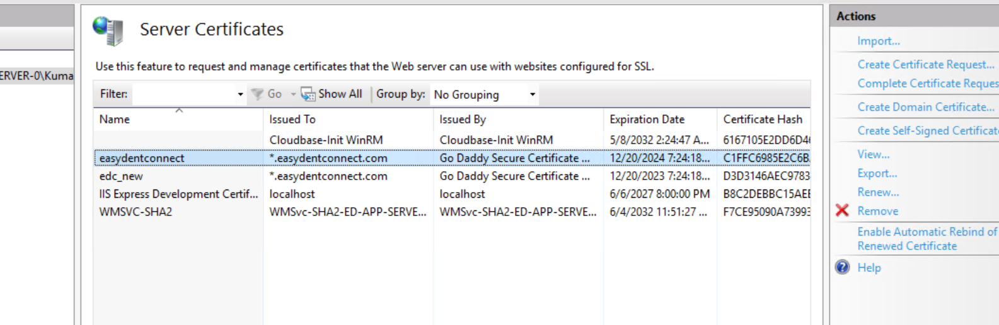 Server Certificates
Use this feature to request and manage certificates that the Web server can use with websites configured for SSL.
ERVER-0\Kuma
Filter: Go Show All Group by: No Grouping
Name Issued To Issued By Expiration Date Certificate Hash
Cloudbase-Init WinRM Cloudbase-Init WinRM 5/8/2032 2:24:47 A... 6167105E2DD6D4
easydentconnect *.easydentconnect.com Go Daddy Secure Certificate ... 12/20/2024 7:24:18... C1FFC6985E2C6B
edc_new *.easydentconnect.com Go Daddy Secure Certificate ... 12/20/2023 7:24:18... D3D3146AEC9783
IIS Express Development Certif... localhost localhost 6/6/2027 8:00:00 PM B8C2DEBBC15AE
WMSVC-SHA2 WMSvc-SHA2-ED-APP-SERVE... WMSvc-SHA2-ED-APP-SERVE... 6/4/2032 11:51:27 ... F7CE95090A73993
Actions
Import...
Create Certificate Request...
Complete Certificate Reques
Create Domain Certificate...
Create Self-Signed Certificat
View...
Export...
Renew...
Remove
Enable Automatic Rebind of
Renewed Certificate
Help